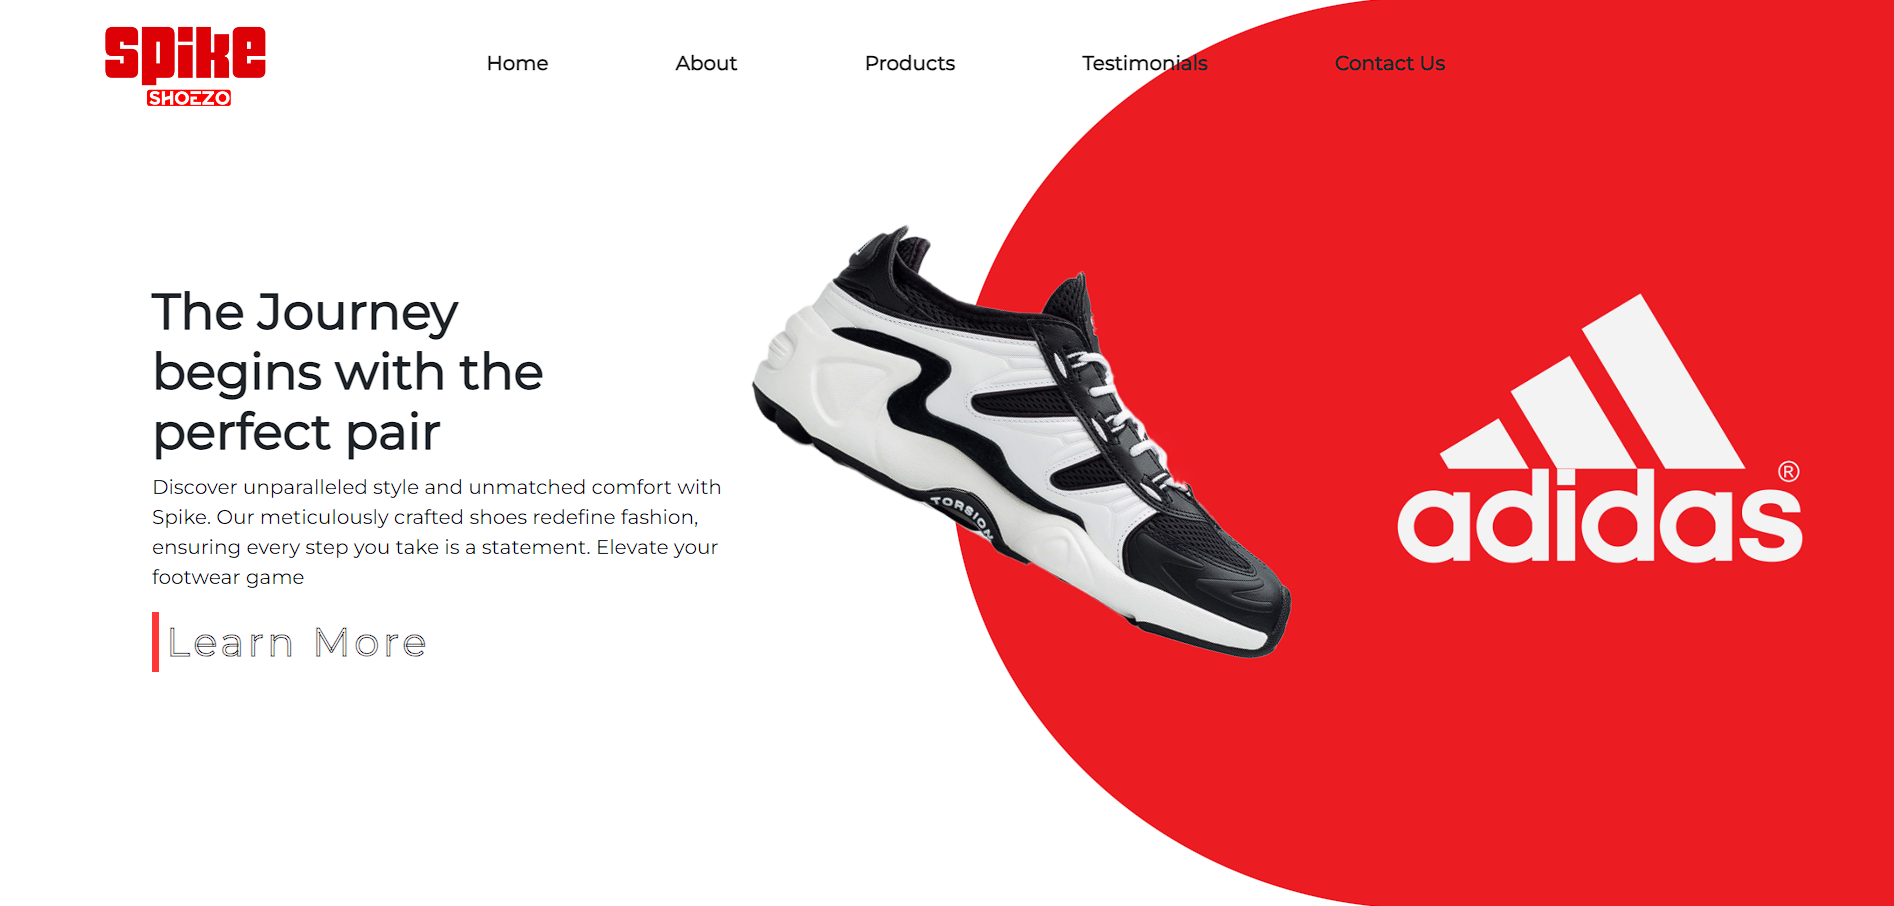 spike
SHOEZO
Home
About
Products
Testimonials
Contact Us
The Journey
begins with the
perfect pair
Discover unparalleled style and unmatched comfort with
Spike. Our meticulously crafted shoes redefine fashion,
ensuring every step you take is a statement. Elevate your
footwear game
Learn More
TORSION
adidas®